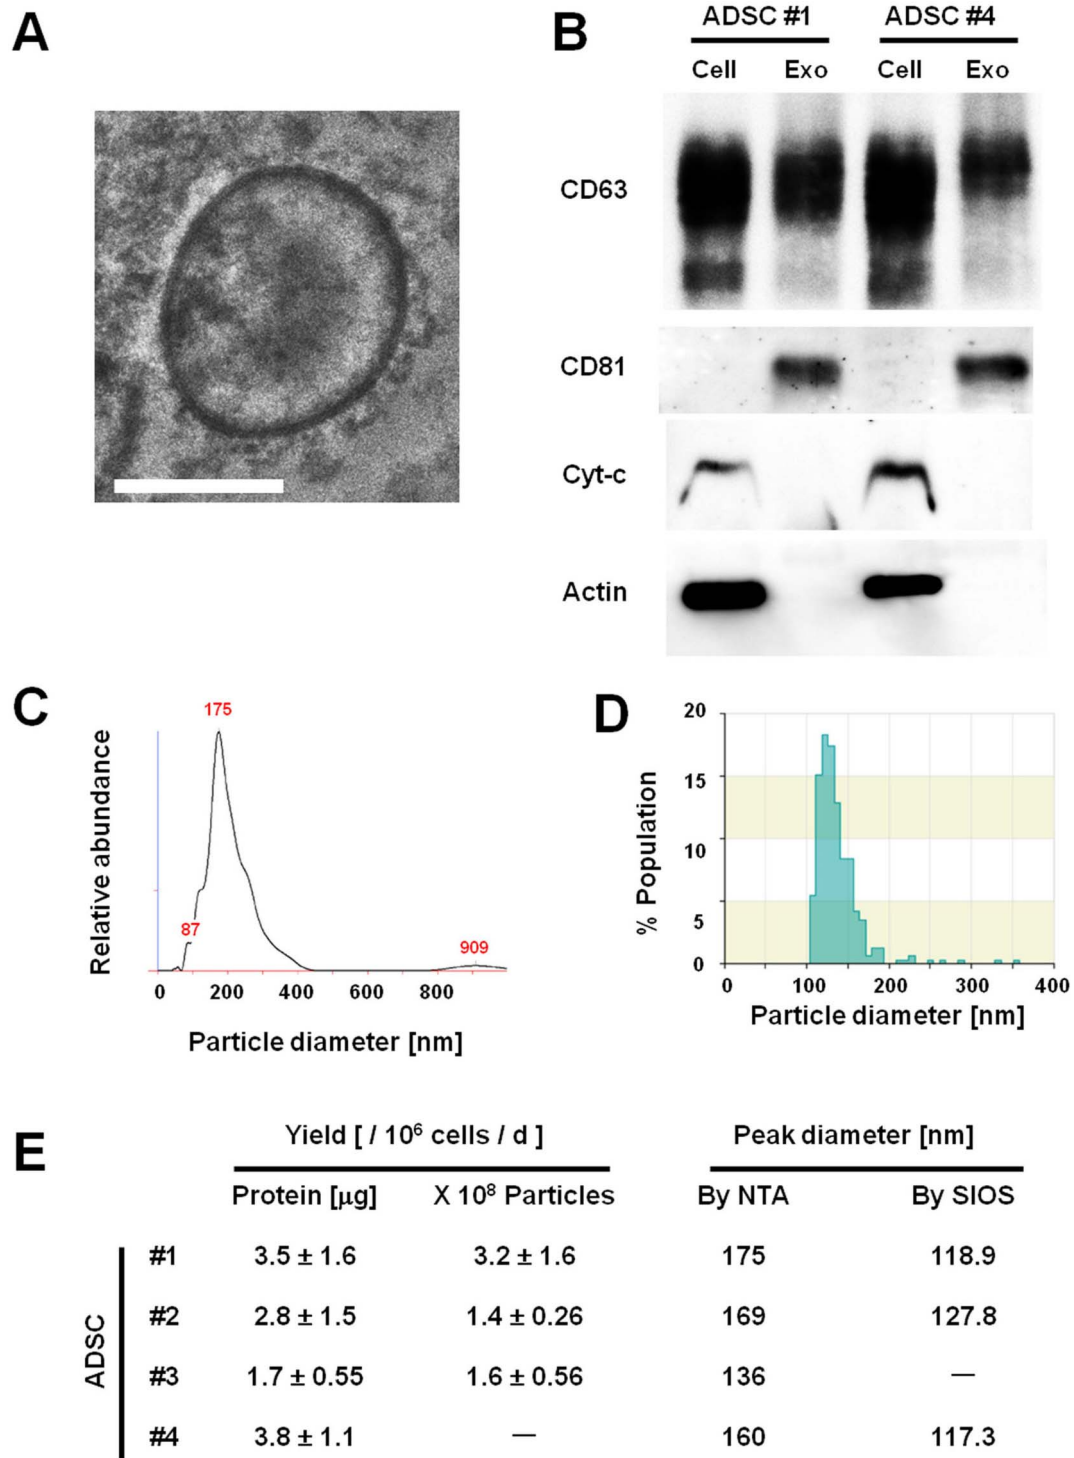 A
B
ADSC #1 ADSC #4
Cell Exo Cell Exo
CD63
CD81
Cyt-c
Actin
C
Relative abundance
175
87
909
0 200 400 600 800
Particle diameter [nm]
D
% Population
20
15
10
5
0
0 100 200 300 400
Particle diameter [nm]
E
Yield [ / 10⁶ cells / d ] Peak diameter [nm]
Protein [μg] X 10⁸ Particles By NTA By SIOS
ADSC
#1 3.5 ± 1.6 3.2 ± 1.6 175 118.9
#2 2.8 ± 1.5 1.4 ± 0.26 169 127.8
#3 1.7 ± 0.55 1.6 ± 0.56 136 —
#4 3.8 ± 1.1 — 160 117.3